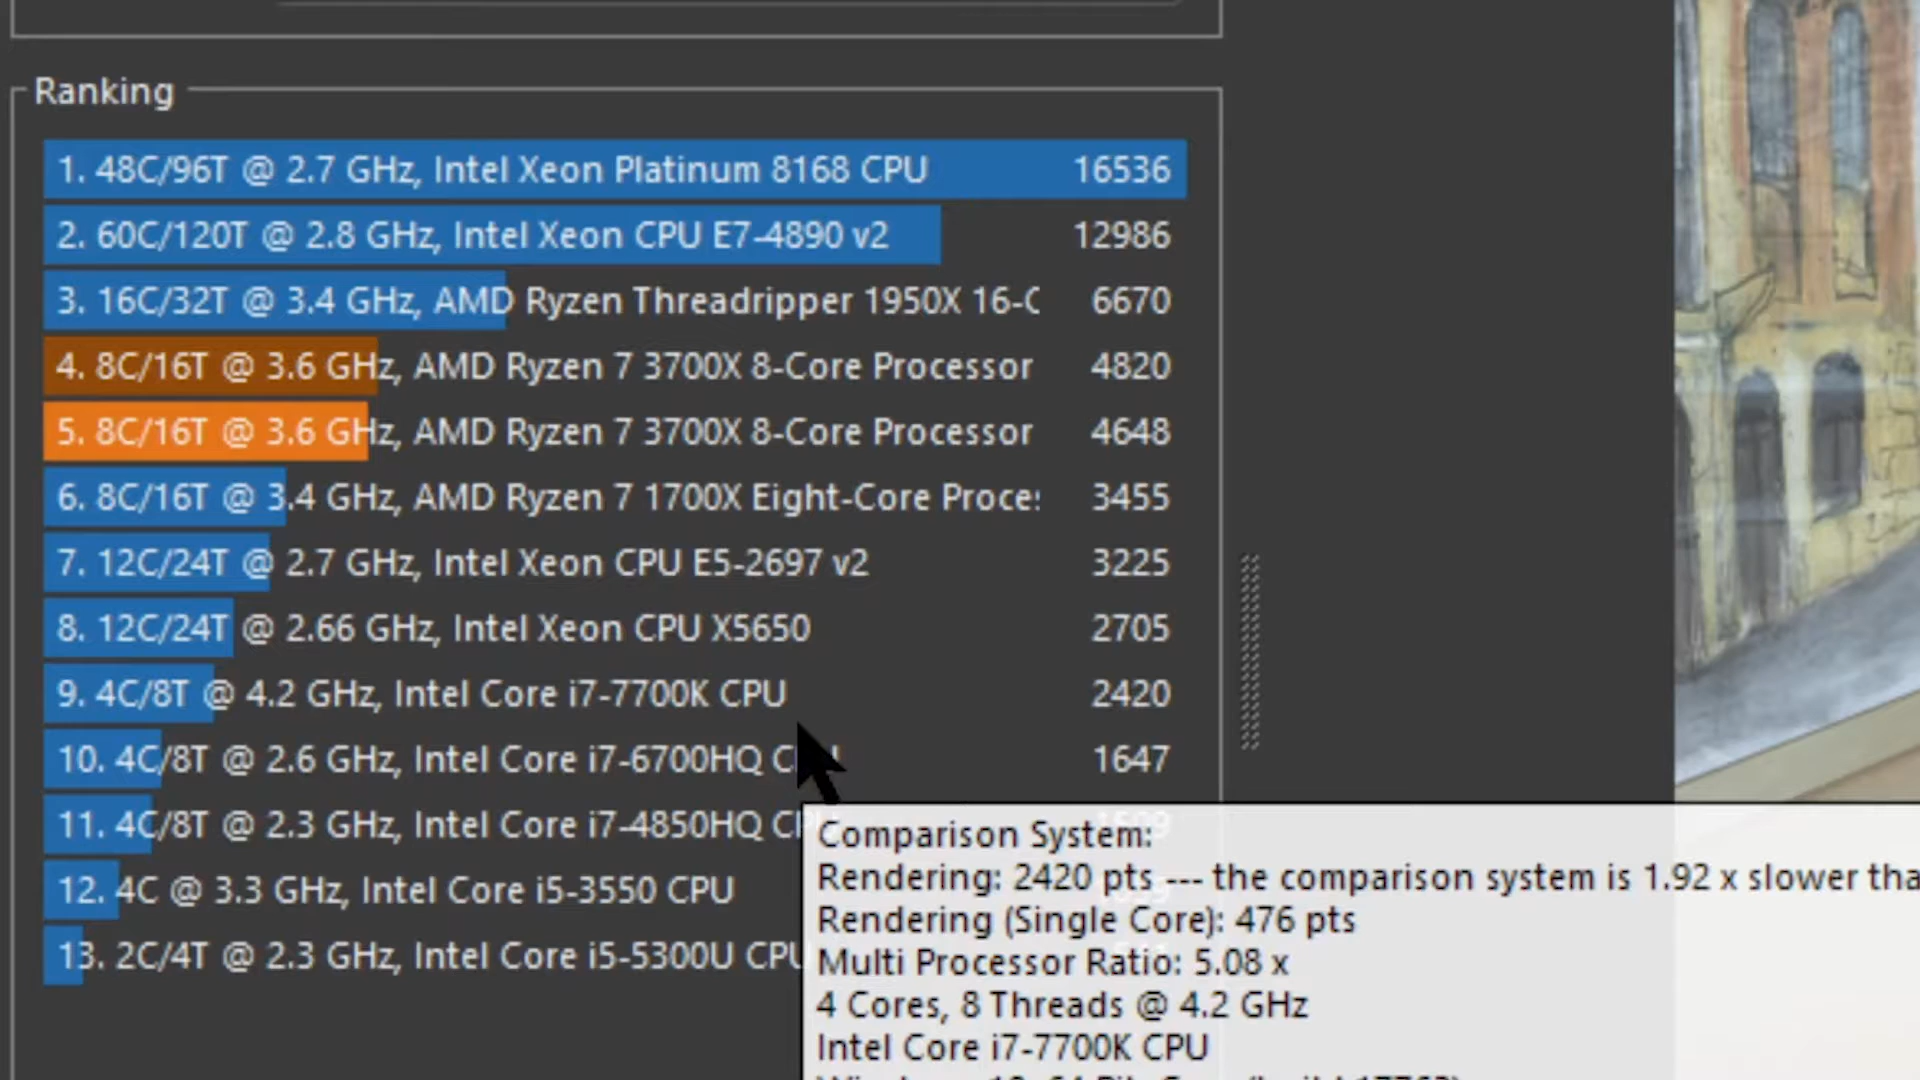 Ranking
1. 48C/96T @ 2.7 GHz, Intel Xeon Platinum 8168 CPU 16536
2. 60C/120T @ 2.8 GHz, Intel Xeon CPU E7-4890 v2 12986
3. 16C/32T @ 3.4 GHz, AMD Ryzen Threadripper 1950X 16-C 6670
4. 8C/16T @ 3.6 GHz, AMD Ryzen 7 3700X 8-Core Processor 4820
5. 8C/16T @ 3.6 GHz, AMD Ryzen 7 3700X 8-Core Processor 4648
6. 8C/16T @ 3.4 GHz, AMD Ryzen 7 1700X Eight-Core Proces 3455
7. 12C/24T @ 2.7 GHz, Intel Xeon CPU E5-2697 v2 3225
8. 12C/24T @ 2.66 GHz, Intel Xeon CPU X5650 2705
9. 4C/8T @ 4.2 GHz, Intel Core i7-7700K CPU 2420
10. 4C/8T @ 2.6 GHz, Intel Core i7-6700HQ 1647
11. 4C/8T @ 2.3 GHz, Intel Core i7-4850HQ
12. 4C @ 3.3 GHz, Intel Core i5-3550 CPU
13. 2C/4T @ 2.3 GHz, Intel Core i5-5300U CPU
Comparison System:
Rendering: 2420 pts --- the comparison system is 1.92 x slower tha
Rendering (Single Core): 476 pts
Multi Processor Ratio: 5.08 x
4 Cores, 8 Threads @ 4.2 GHz
Intel Core i7-7700K CPU